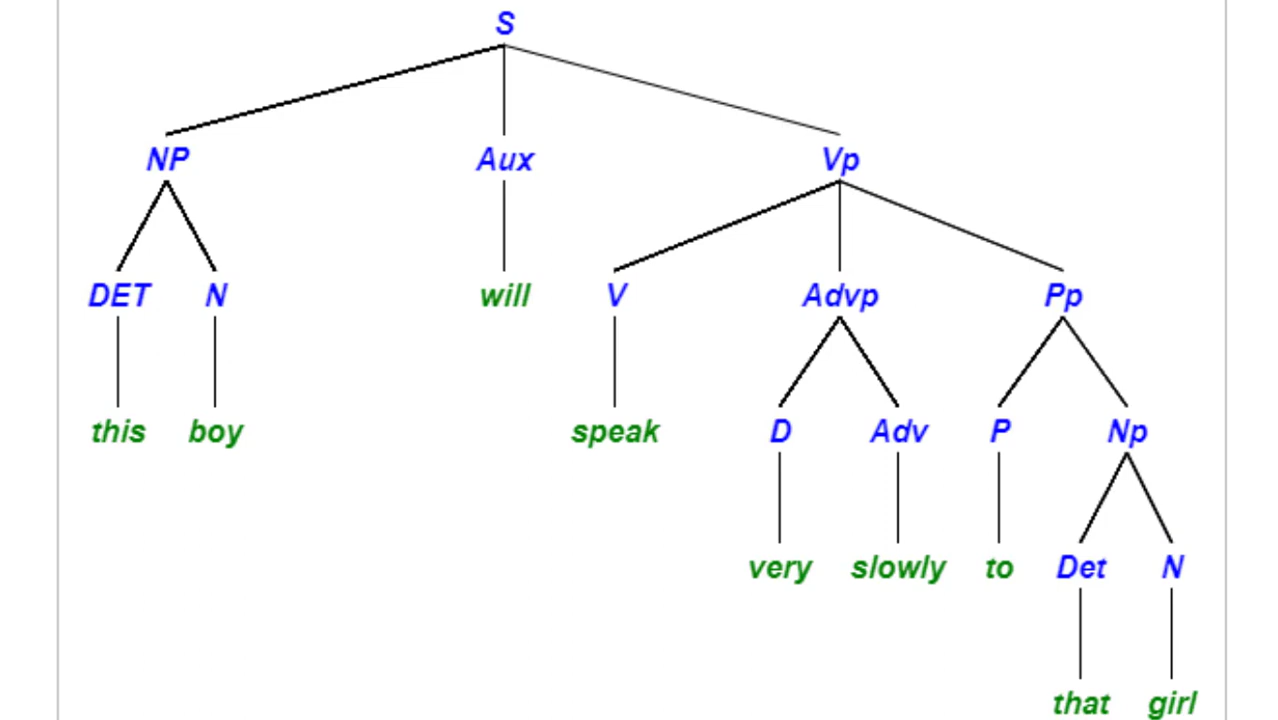 S
NP Aux Vp
DET N will V Advp Pp
this boy speak D Adv P Np
very slowly to Det N
that girl